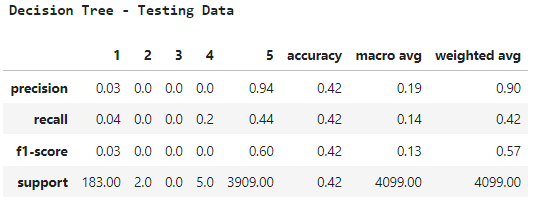 Decision Tree - Testing Data
1 2 3 4 5 accuracy macro avg weighted avg
precision 0.03 0.0 0.0 0.0 0.94 0.42 0.19 0.90
recall 0.04 0.0 0.0 0.2 0.44 0.42 0.14 0.42
f1-score 0.03 0.0 0.0 0.0 0.60 0.42 0.13 0.57
support 183.00 2.0 0.0 5.0 3909.00 0.42 4099.00 4099.00